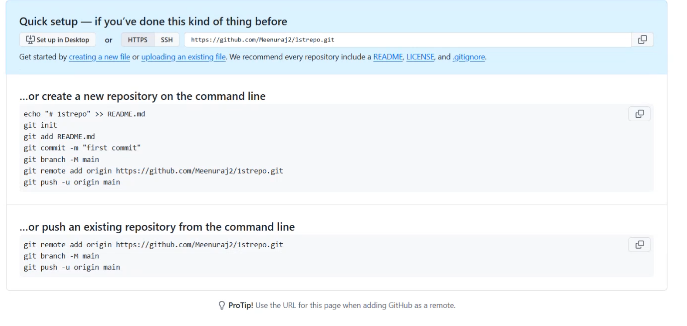 Quick setup — if you've done this kind of thing before
Set up in Desktop or HTTPS SSH https://github.com/Meenuraj2/1strepo.git
Get started by creating a new file or uploading an existing file. We recommend every repository include a README, LICENSE, and .gitignore.
...or create a new repository on the command line
echo "# 1strepo" >> README.md
git init
git add README.md
git commit -m "first commit"
git branch -M main
git remote add origin https://github.com/Meenuraj2/1strepo.git
git push -u origin main
...or push an existing repository from the command line
git remote add origin https://github.com/Meenuraj2/1strepo.git
git branch -M main
git push -u origin main
ProTip! Use the URL for this page when adding GitHub as a remote.